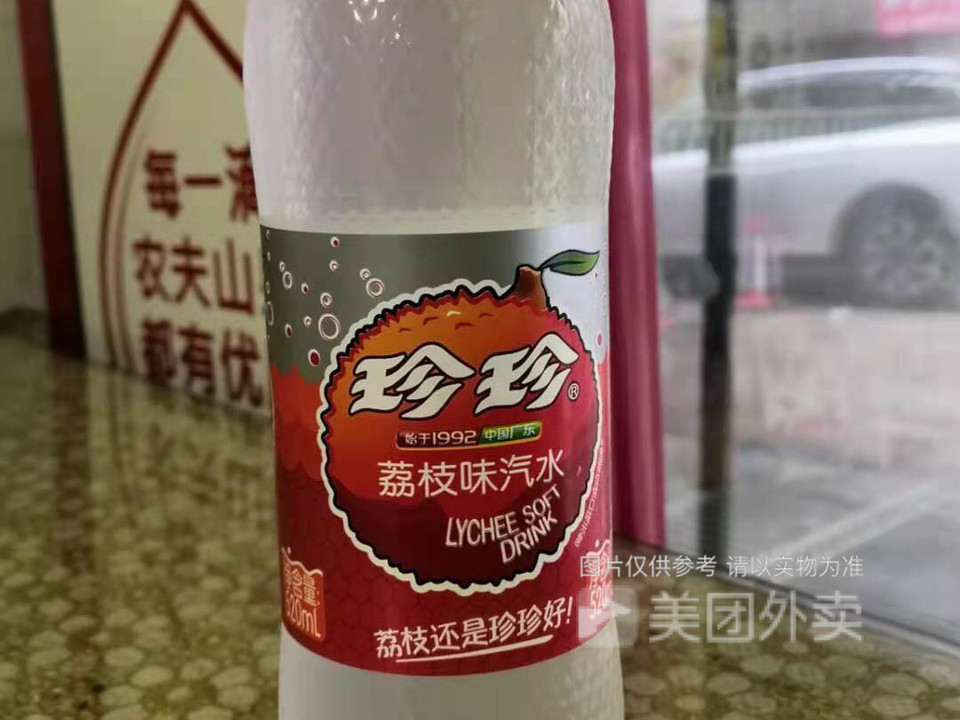 每一滴
农夫山
都有优
珍珍®
始于1992 中国广东
荔枝味汽水
LYCHEE SOFT
DRINK
净含量:
520mL
荔枝还是珍珍好!
图片仅供参考 请以实物为准
美团外卖